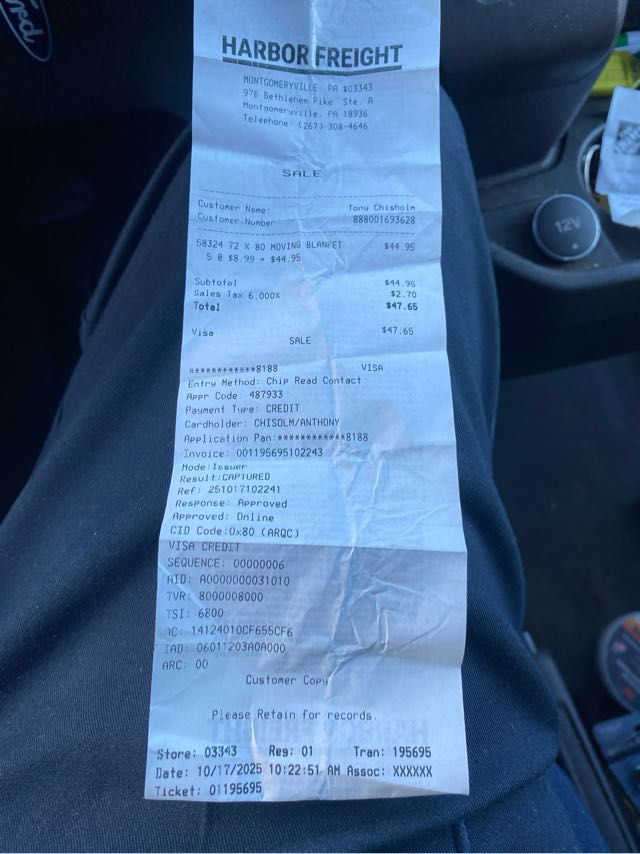 ord
HARBOR FREIGHT
MONTGOMERYVILLE PA #03343
978 Bethlehem Pike Ste. A
Montgomeryville, PA 18936
Telephone: (267) 308-4646
SALE
Customer Name: Tony Chisholm
Customer Number: 888001693628
58324 72 X 80 MOVING BLANKET $44.95
5 @ $8.99 = $44.95
Subtotal $44.95
Sales Tax 6.000% $2.70
Total $47.65
Visa $47.65
SALE
************8188 VISA
Entry Method: Chip Read Contact
Appr Code 487933
Payment Type: CREDIT
Cardholder: CHISOLM/ANTHONY
Application Pan:************8188
Invoice: 001195695102243
Mode:Issuer
Result:CAPTURED
Ref: 251017102241
Response: Approved
Approved: Online
CID Code:0x80 (ARQC)
VISA CREDIT
SEQUENCE: 00000006
AID: A0000000031010
TVR: 8000008000
TSI: 6800
AC: 14124010CF655CF6
IAD: 06011203A0A000
ARC: 00
Customer Copy
Please Retain for records.
Store: 03343 Reg: 01 Tran: 195695
Date: 10/17/2025 10:22:51 AM Assoc: XXXXXX
Ticket: 01195695
12V